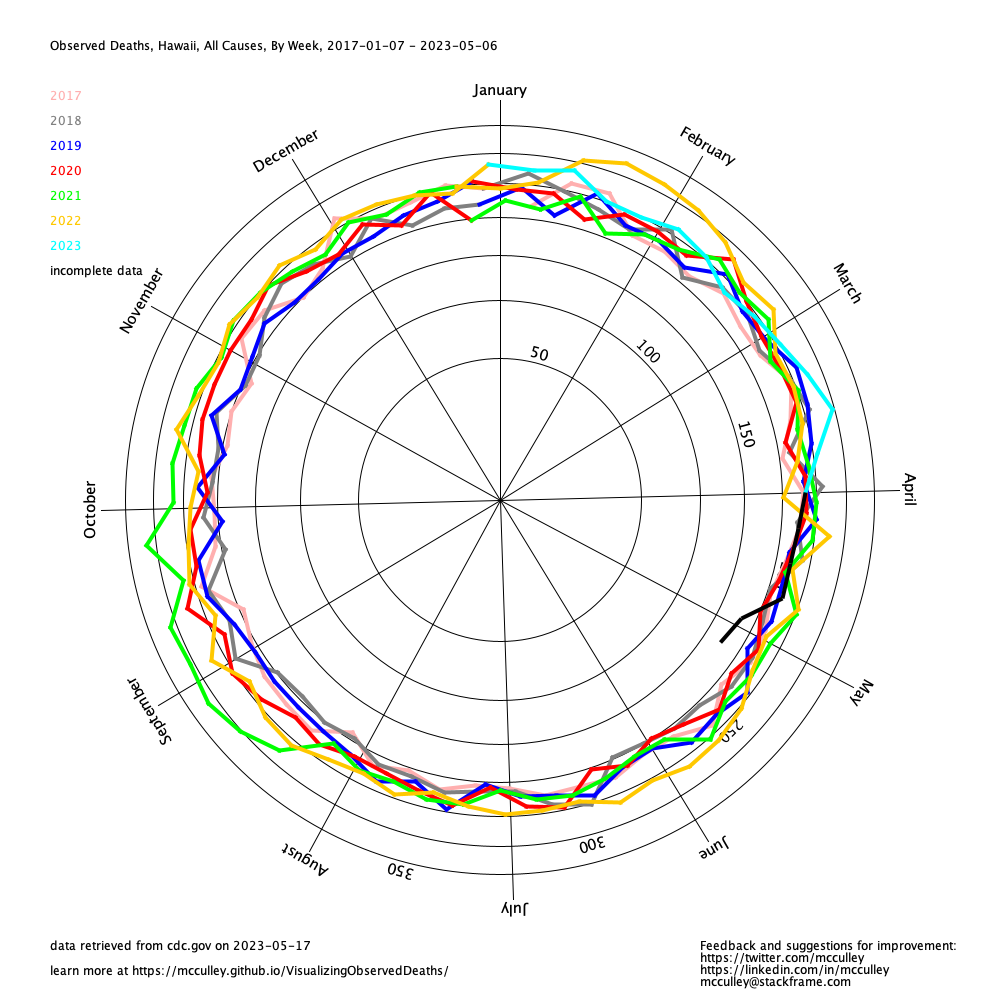 Observed Deaths, Hawaii, All Causes, By Week, 2017-01-07 - 2023-05-06
January
2017
2018
2019
2020
2021
2022
2023
incomplete data
December
February
November
March
October
April
September
May
August
June
July
50
100
150
250
300
350
data retrieved from cdc.gov on 2023-05-17
learn more at https://mcculley.github.io/VisualizingObservedDeaths/
Feedback and suggestions for improvement:
https://twitter.com/mcculley
https://linkedin.com/in/mcculley
mcculley@stackframe.com